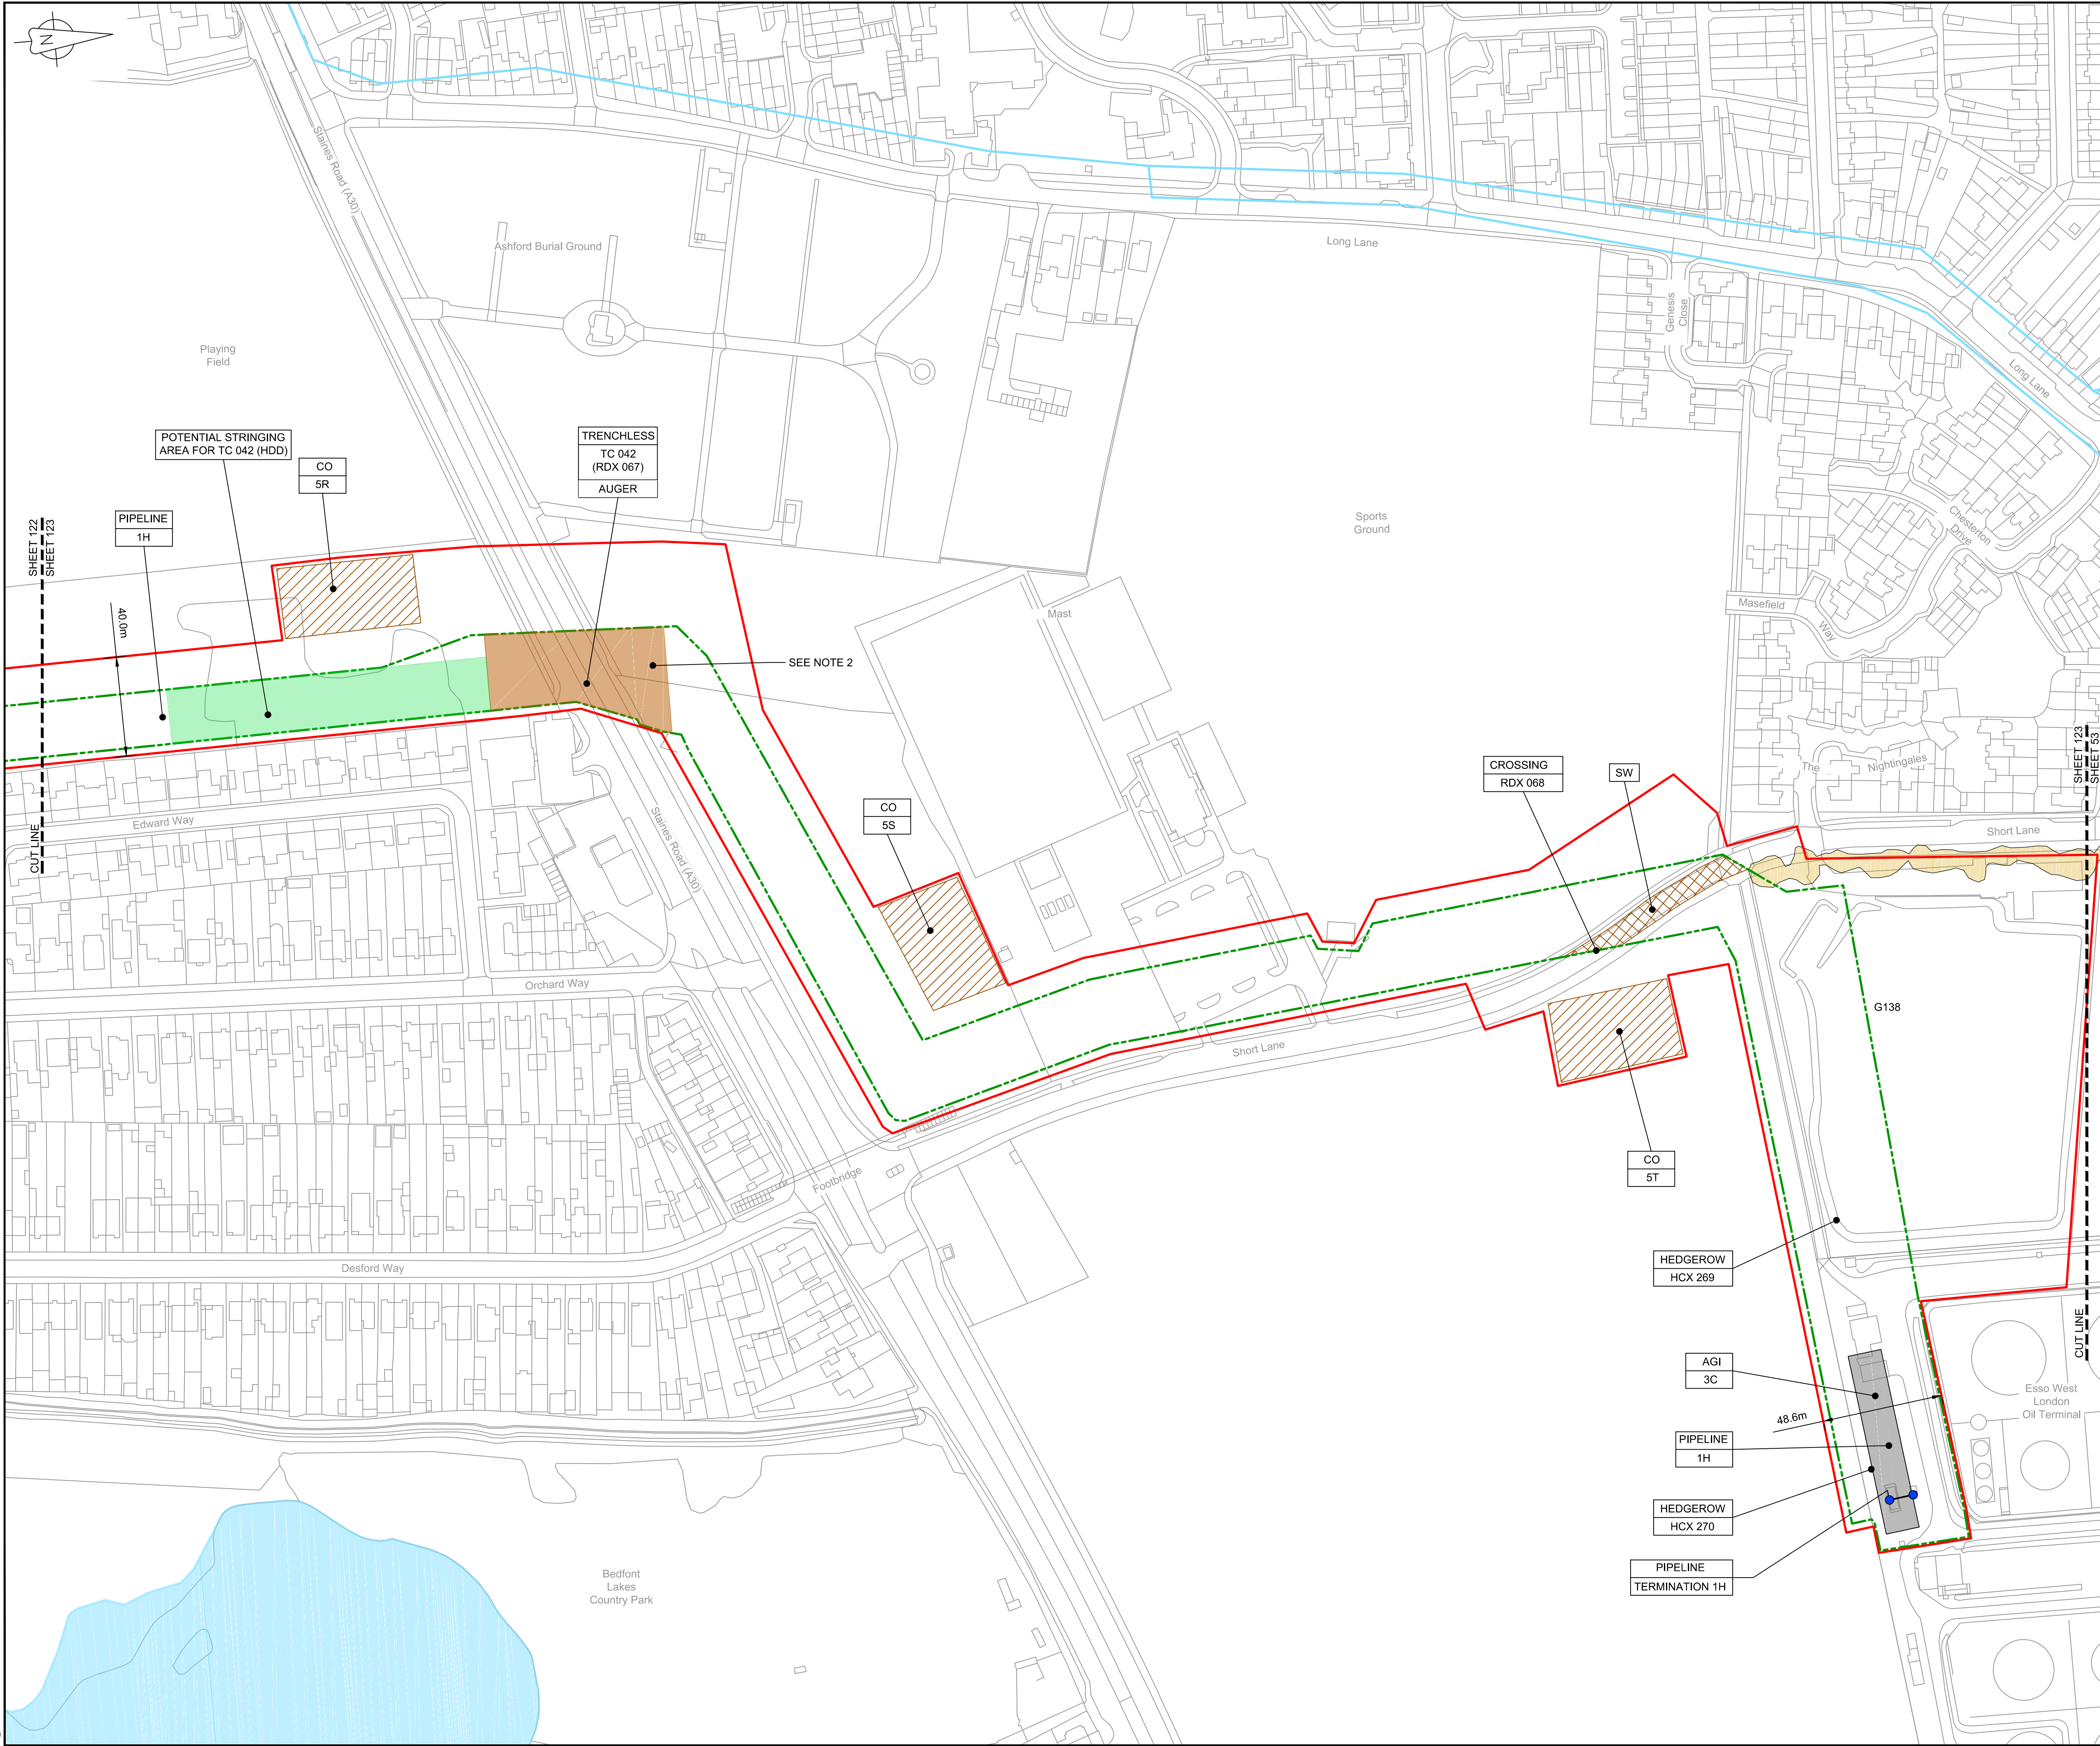 N
Staines Road (A30)
Ashford Burial Ground
Long Lane
Genesis
Close
Long Lane
Playing
Field
POTENTIAL STRINGING
AREA FOR TC 042 (HDD)
CO
5R
TRENCHLESS
TC 042
(RDX 067)
AUGER
PIPELINE
1H
SHEET 122
SHEET 123
Sports
Ground
Chesterton
Drive
40.0m
Mast
Masefield
Way
SEE NOTE 2
CROSSING
RDX 068
SW
The
Nightingales
SHEET 123
SHEET 53
CO
5S
Edward Way
CUT LINE
Short Lane
Staines Road (A30)
Orchard Way
G138
Short Lane
CO
5T
Footbridge
Desford Way
HEDGEROW
HCX 269
CUT LINE
AGI
3C
Esso West
London
Oil Terminal
48.6m
PIPELINE
1H
HEDGEROW
HCX 270
Bedfont
Lakes
Country Park
PIPELINE
TERMINATION 1H